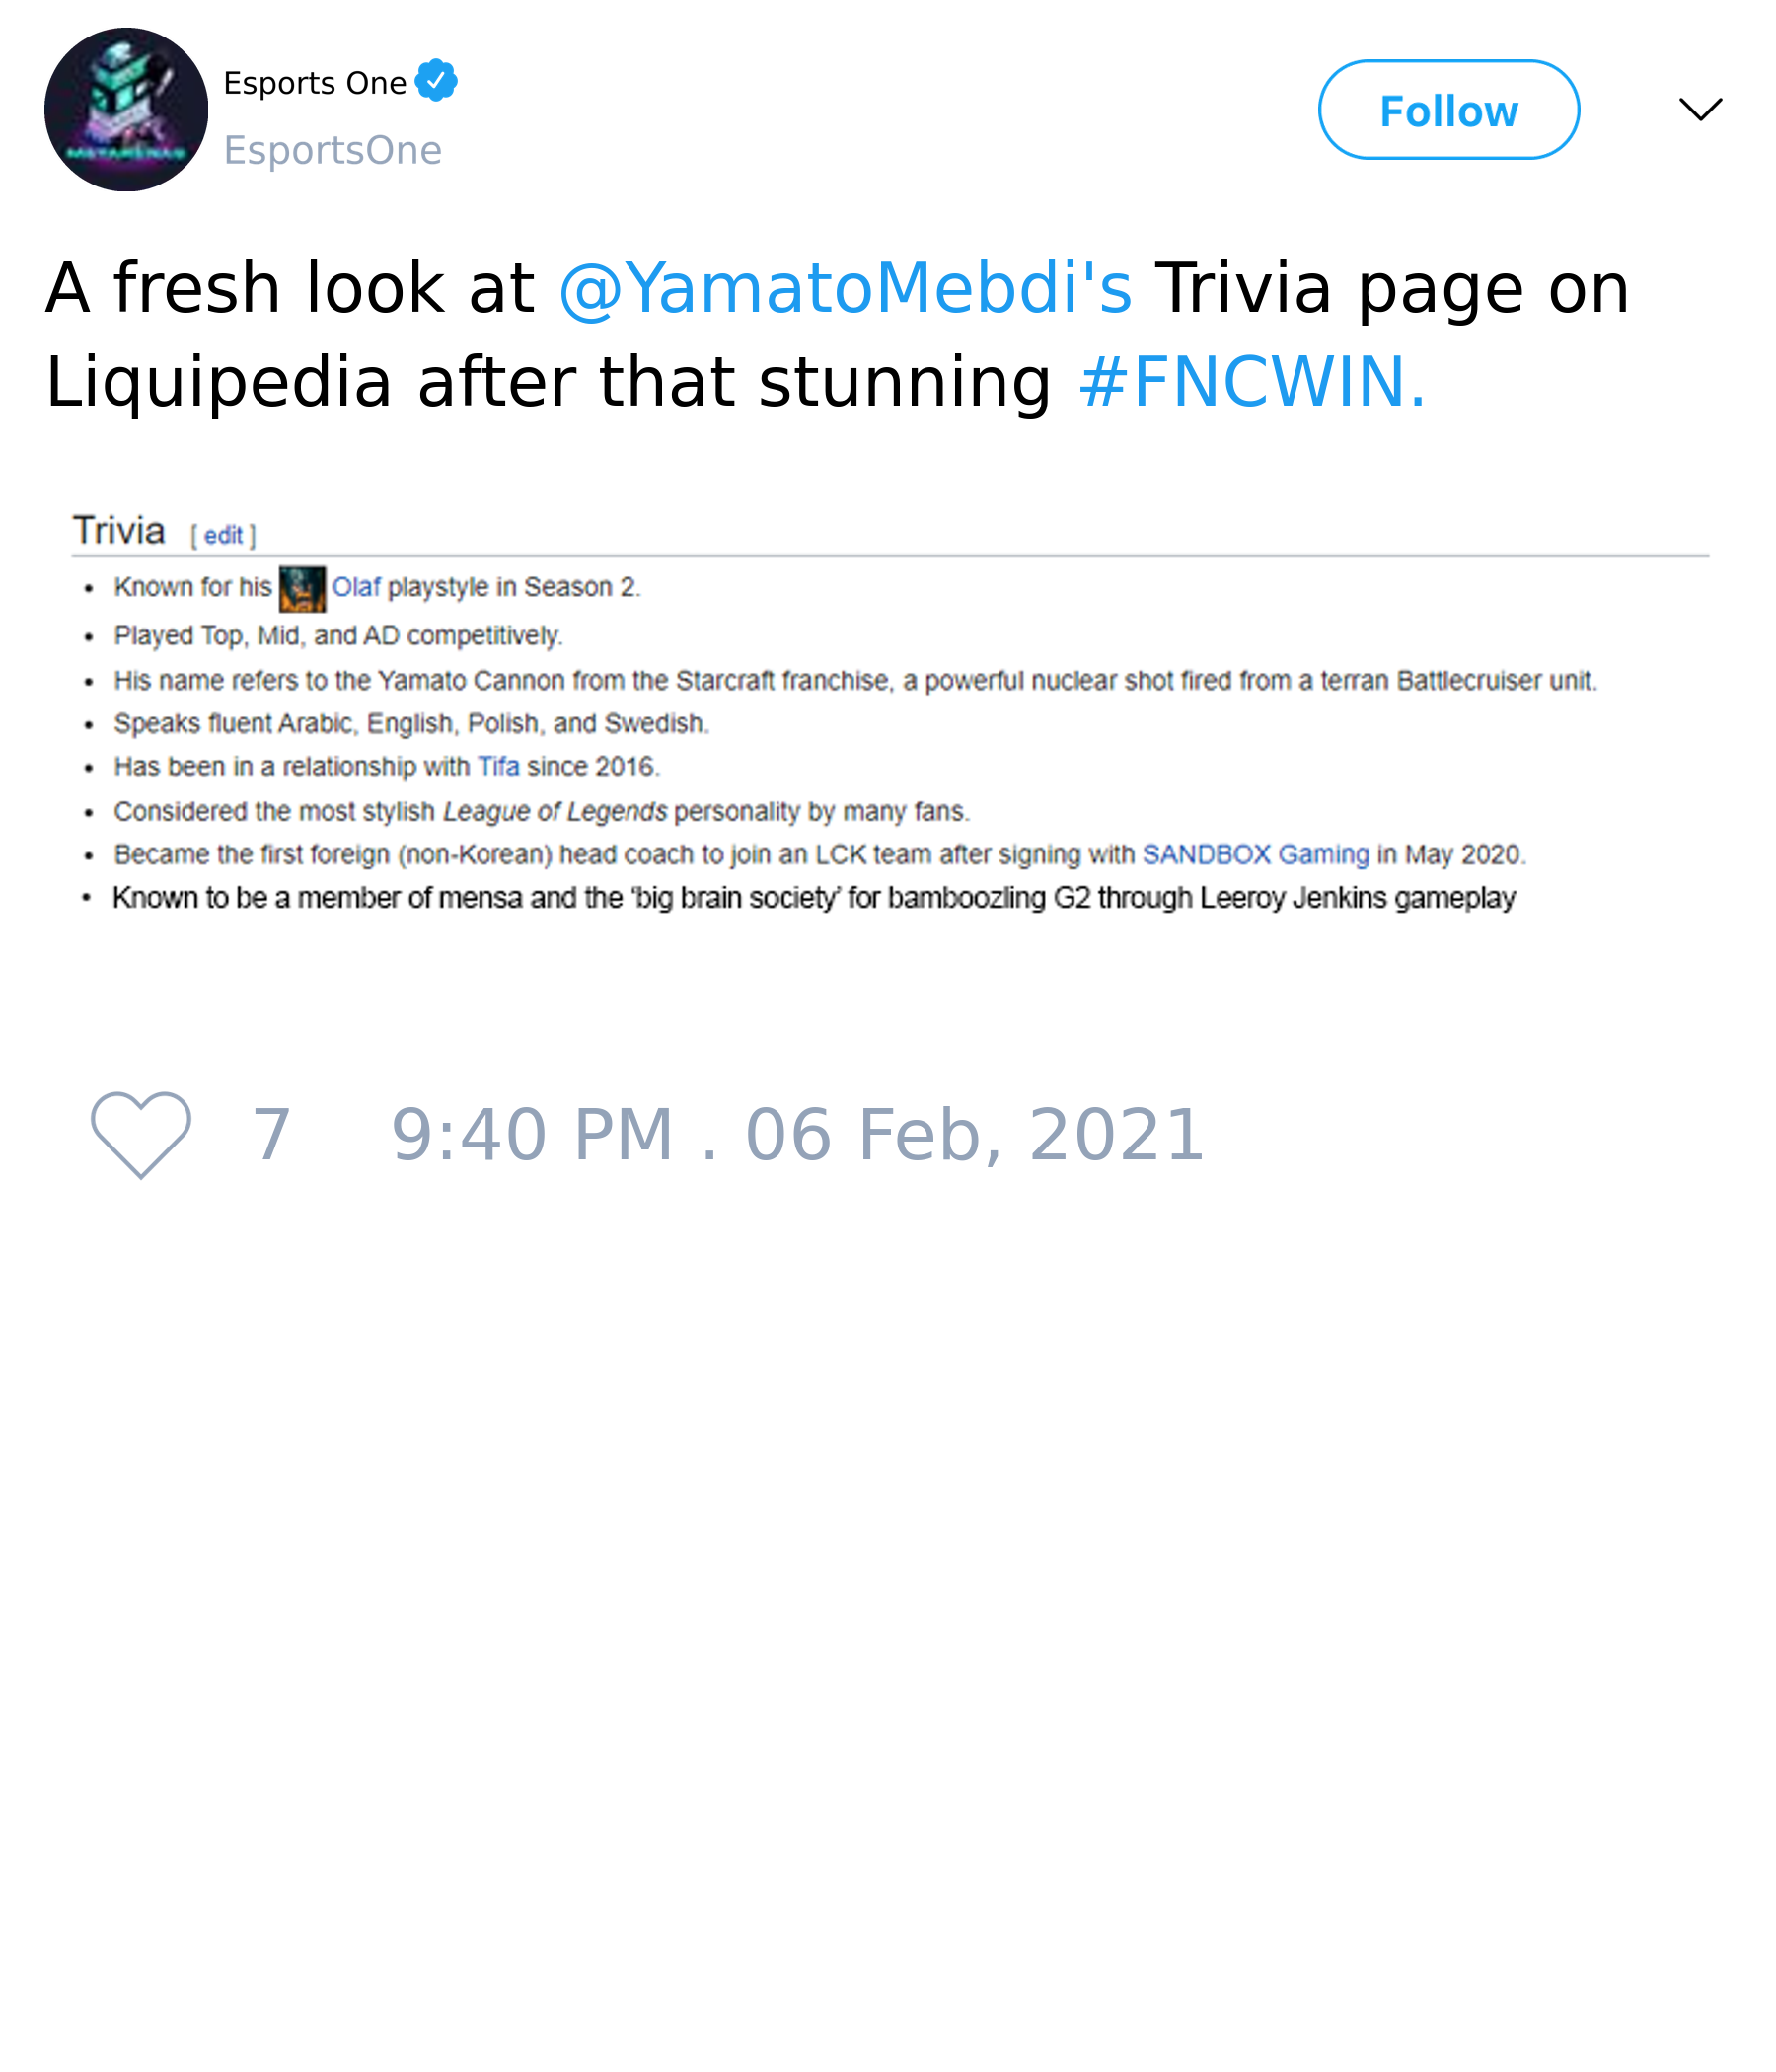 Esports One
EsportsOne
Follow
A fresh look at @YamatoMebdi's Trivia page on
Liquipedia after that stunning #FNCWIN.
Trivia [ edit ]
• Known for his Olaf playstyle in Season 2.
• Played Top, Mid, and AD competitively.
• His name refers to the Yamato Cannon from the Starcraft franchise, a powerful nuclear shot fired from a terran Battlecruiser unit.
• Speaks fluent Arabic, English, Polish, and Swedish.
• Has been in a relationship with Tifa since 2016.
• Considered the most stylish League of Legends personality by many fans.
• Became the first foreign (non-Korean) head coach to join an LCK team after signing with SANDBOX Gaming in May 2020.
• Known to be a member of mensa and the ‘big brain society’ for bamboozling G2 through Leeroy Jenkins gameplay
7 9:40 PM . 06 Feb, 2021